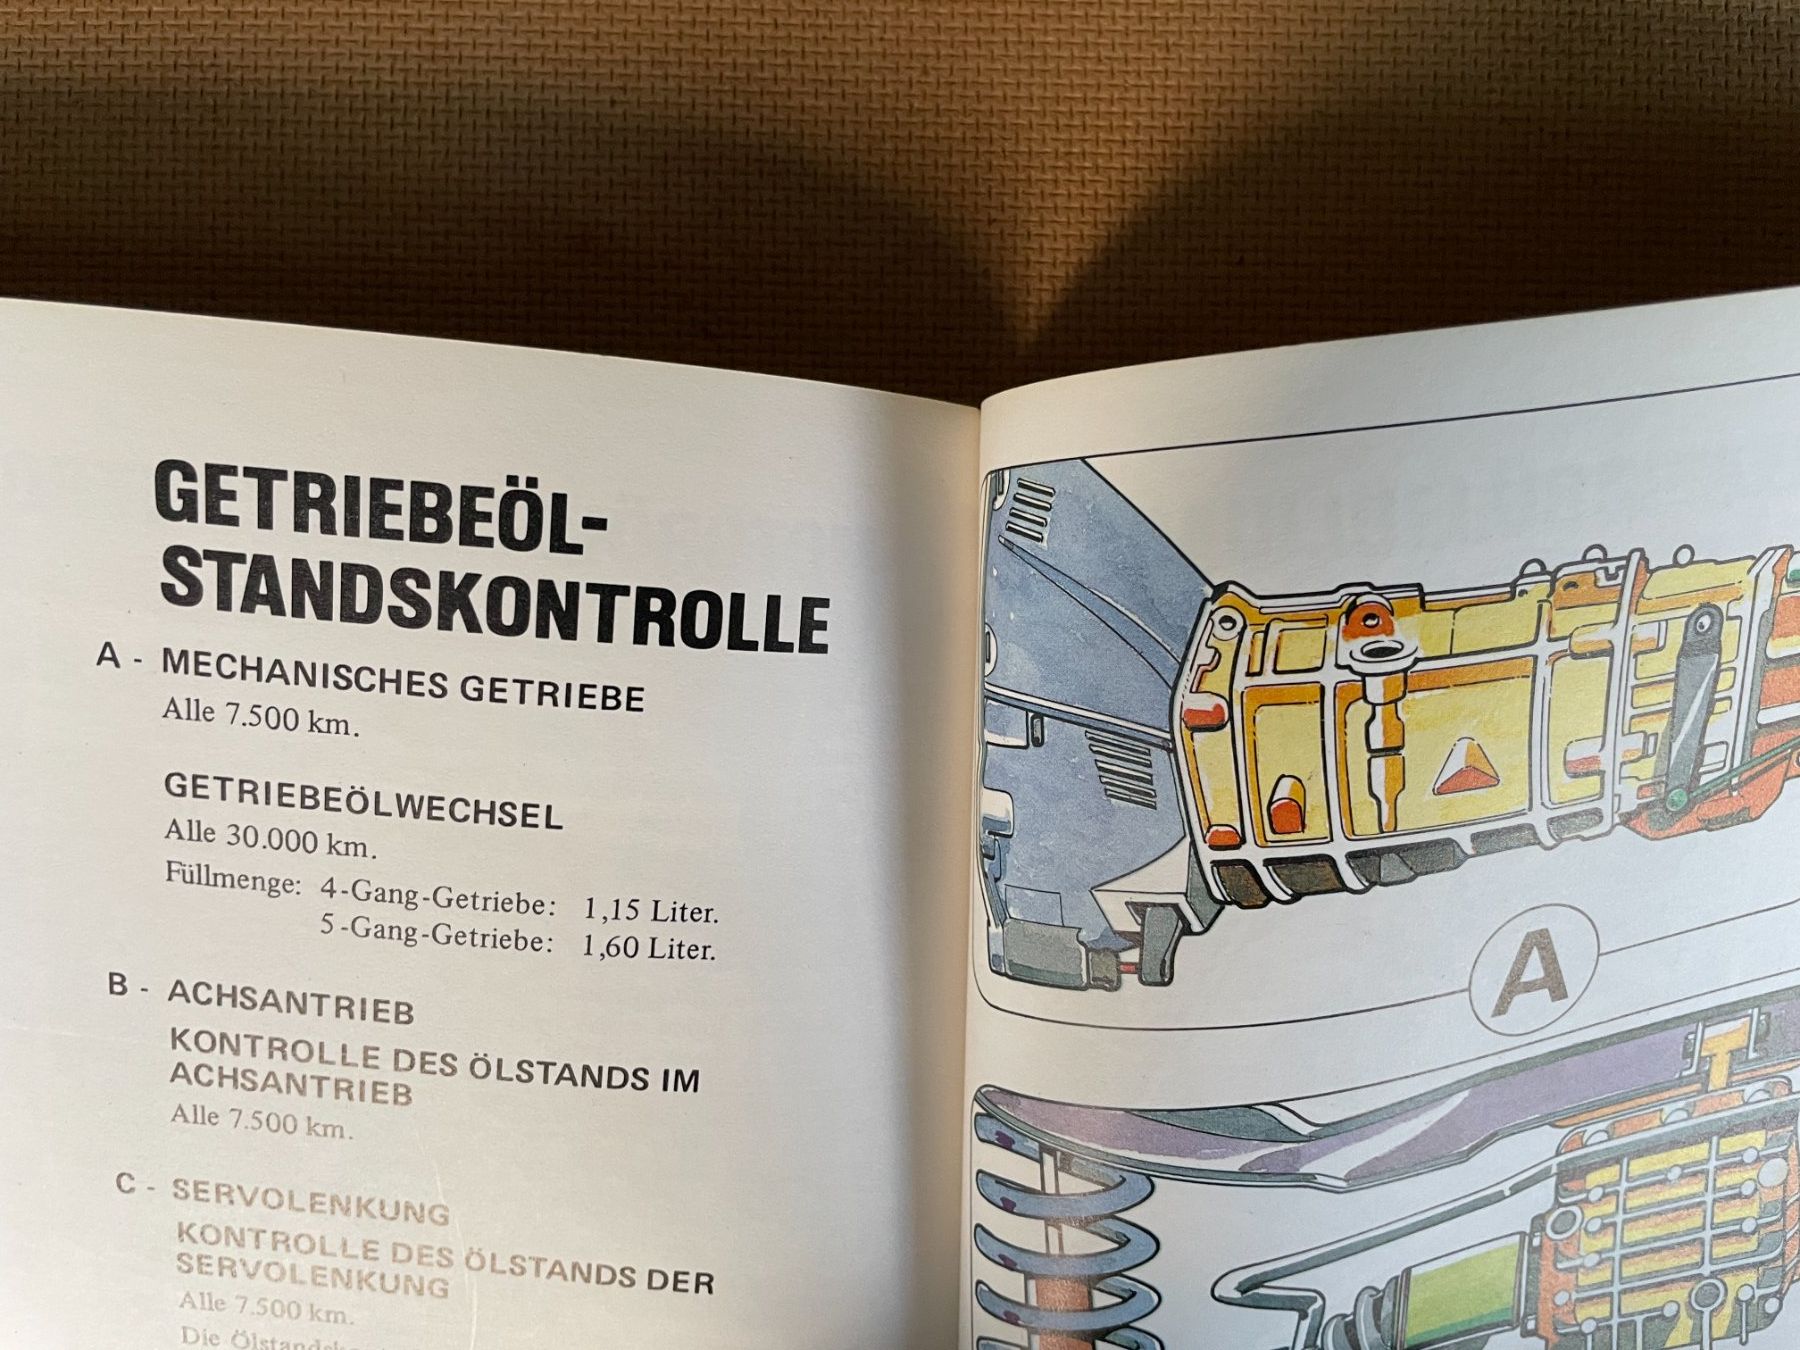 GETRIEBEÖL-
STANDSKONTROLLE
A - MECHANISCHES GETRIEBE
Alle 7.500 km.
GETRIEBEÖLWECHSEL
Alle 30.000 km.
Füllmenge: 4-Gang-Getriebe: 1,15 Liter.
5-Gang-Getriebe: 1,60 Liter.
B - ACHSANTRIEB
KONTROLLE DES ÖLSTANDS IM
ACHSANTRIEB
Alle 7.500 km.
C - SERVOLENKUNG
KONTROLLE DES ÖLSTANDS DER
SERVOLENKUNG
Alle 7.500 km.
Die
A